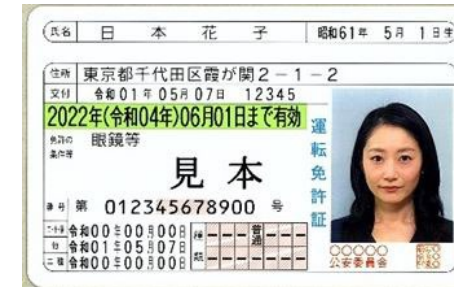 氏名 日本花子 昭和61年 5月 1日生
住所 東京都千代田区霞が関2-1-2
交付 令和01年05月07日 12345
2022年(令和04年)06月01日まで有効
免許の条件等 眼鏡等
見本
番号 第 012345678900 号
二・小・原 令和00年00月00日
他 令和01年05月07日
二種 令和00年00月00日
種類 普通
運転免許証
公安委員会